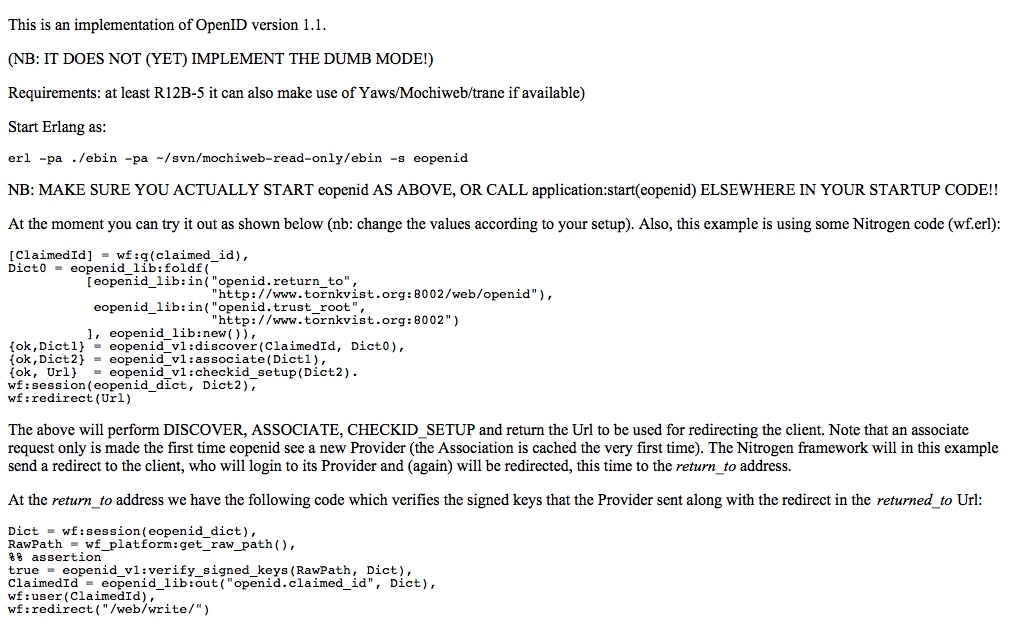 This is an implementation of OpenID version 1.1.
(NB: IT DOES NOT (YET) IMPLEMENT THE DUMB MODE!)
Requirements: at least R12B-5 it can also make use of Yaws/Mochiweb/trane if available)
Start Erlang as:
erl -pa ./ebin -pa ~/svn/mochiweb-read-only/ebin -s eopenid
NB: MAKE SURE YOU ACTUALLY START eopenid AS ABOVE, OR CALL application:start(eopenid) ELSEWHERE IN YOUR STARTUP CODE!!
At the moment you can try it out as shown below (nb: change the values according to your setup). Also, this example is using some Nitrogen code (wf.erl):
[ClaimedId] = wf:q(claimed_id),
Dict0 = eopenid_lib:foldf(
[eopenid_lib:in("openid.return_to",
"http://www.tornkvist.org:8002/web/openid"),
eopenid_lib:in("openid.trust_root",
"http://www.tornkvist.org:8002")
], eopenid_lib:new()),
{ok,Dict1} = eopenid_v1:discover(ClaimedId, Dict0),
{ok,Dict2} = eopenid_v1:associate(Dict1),
{ok, Url} = eopenid_v1:checkid_setup(Dict2).
wf:session(eopenid_dict, Dict2),
wf:redirect(Url)
The above will perform DISCOVER, ASSOCIATE, CHECKID_SETUP and return the Url to be used for redirecting the client. Note that an associate
request only is made the first time eopenid see a new Provider (the Association is cached the very first time). The Nitrogen framework will in this example
send a redirect to the client, who will login to its Provider and (again) will be redirected, this time to the return_to address.
At the return_to address we have the following code which verifies the signed keys that the Provider sent along with the redirect in the returned_to Url:
Dict = wf:session(eopenid_dict),
RawPath = wf_platform:get_raw_path(),
%% assertion
true = eopenid_v1:verify_signed_keys(RawPath, Dict),
ClaimedId = eopenid_lib:out("openid.claimed_id", Dict),
wf:user(ClaimedId),
wf:redirect("/web/write/")